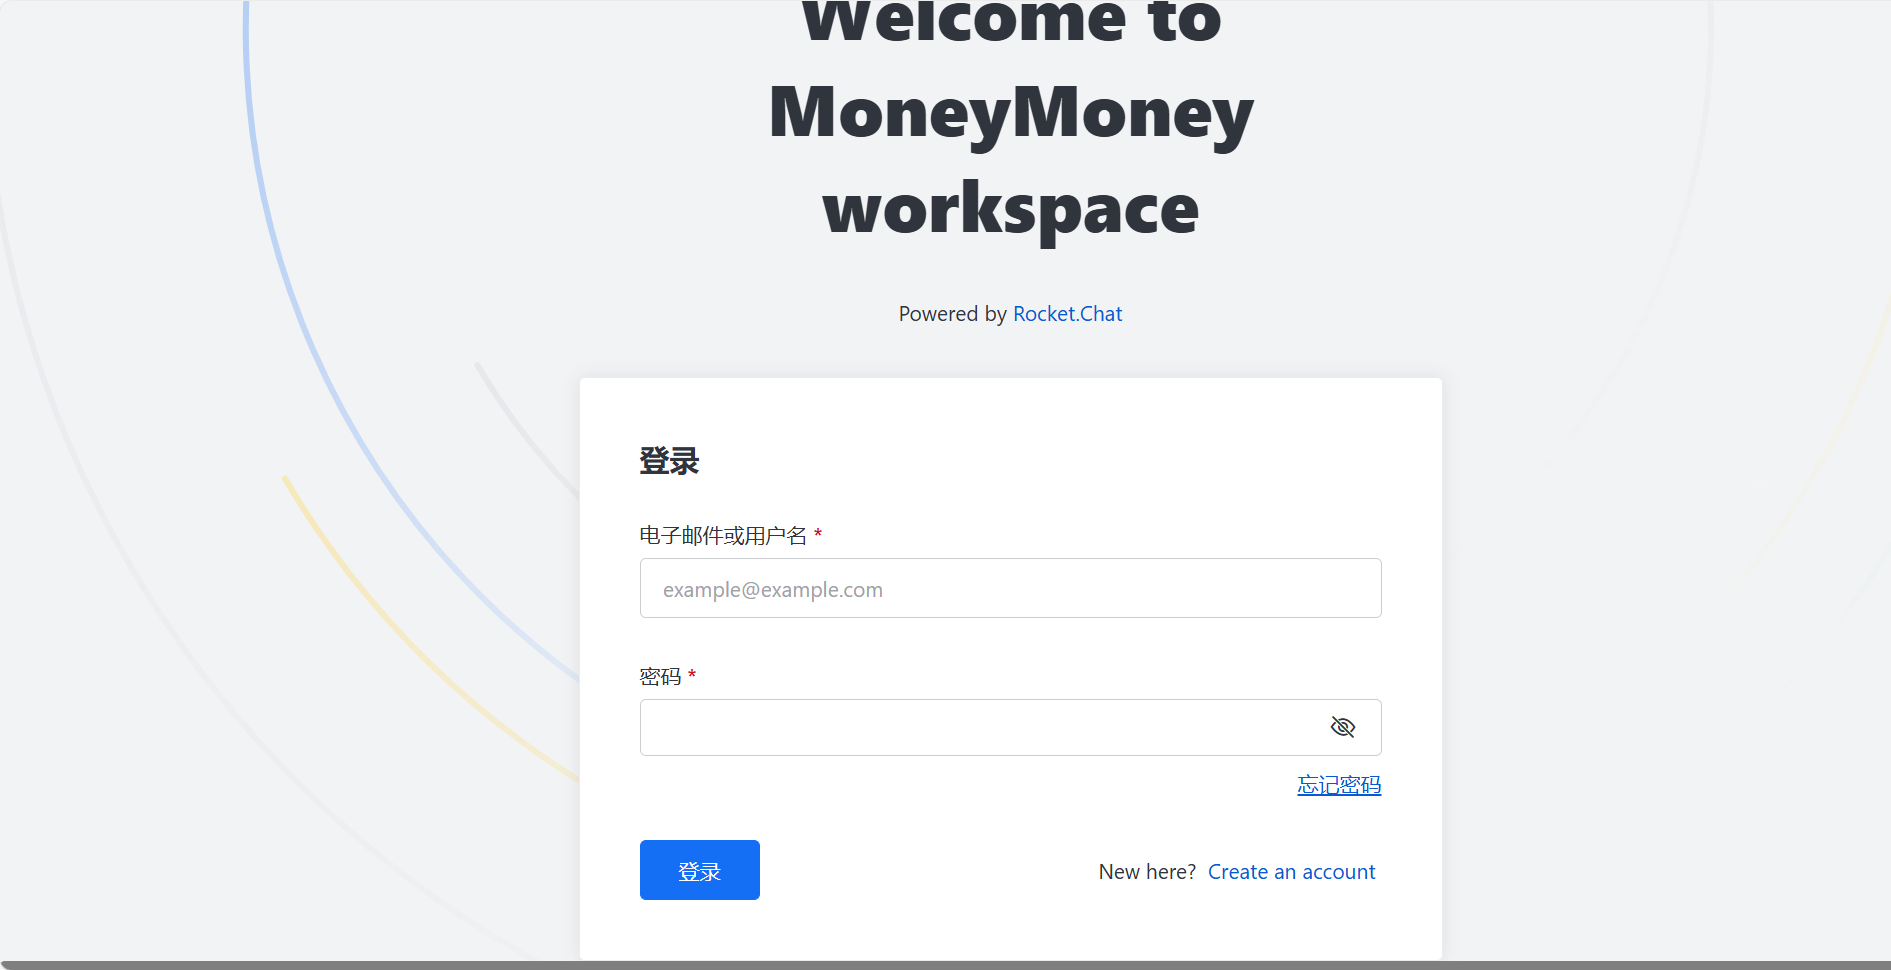 Welcome to
MoneyMoney
workspace
Powered by Rocket.Chat
登录
电子邮件或用户名 *
example@example.com
密码 *
忘记密码
登录
New here? Create an account